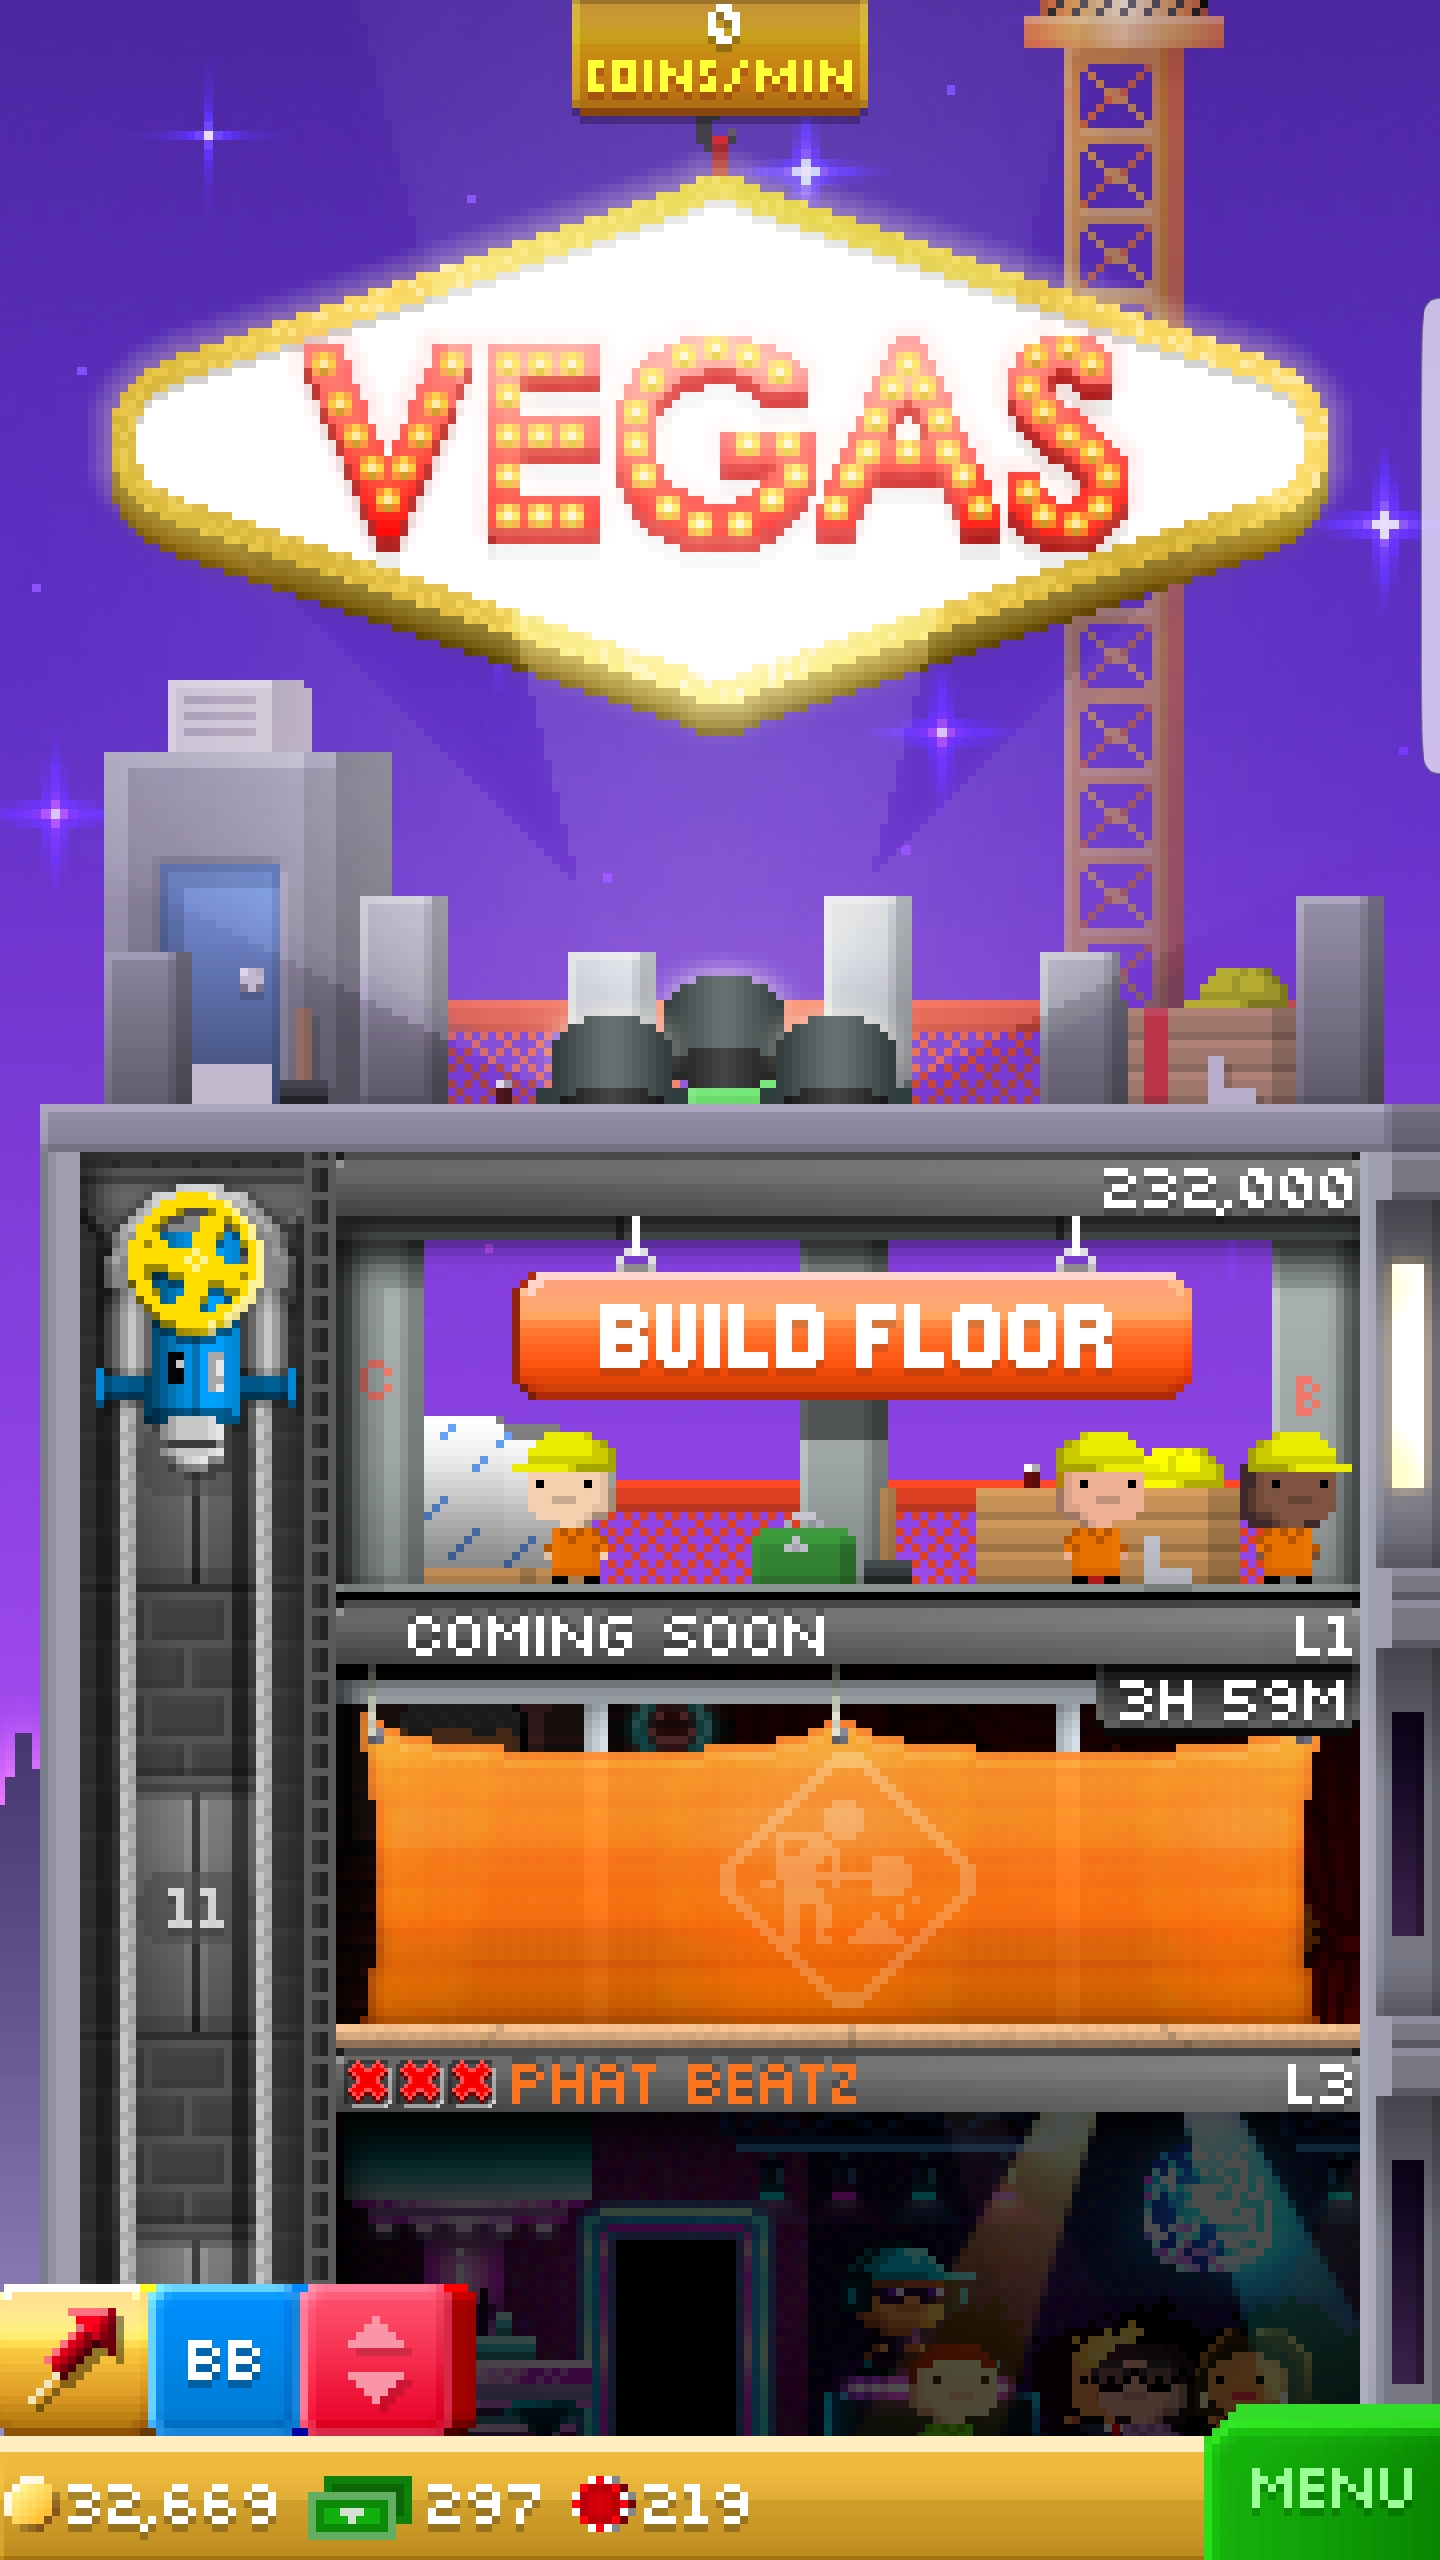 0
COINS/MIN
VEGAS
232,000
BUILD FLOOR
C
B
COMING SOON L1
3H 59M
11
PHAT BEATZ L3
BB
32,669 297 219
MENU